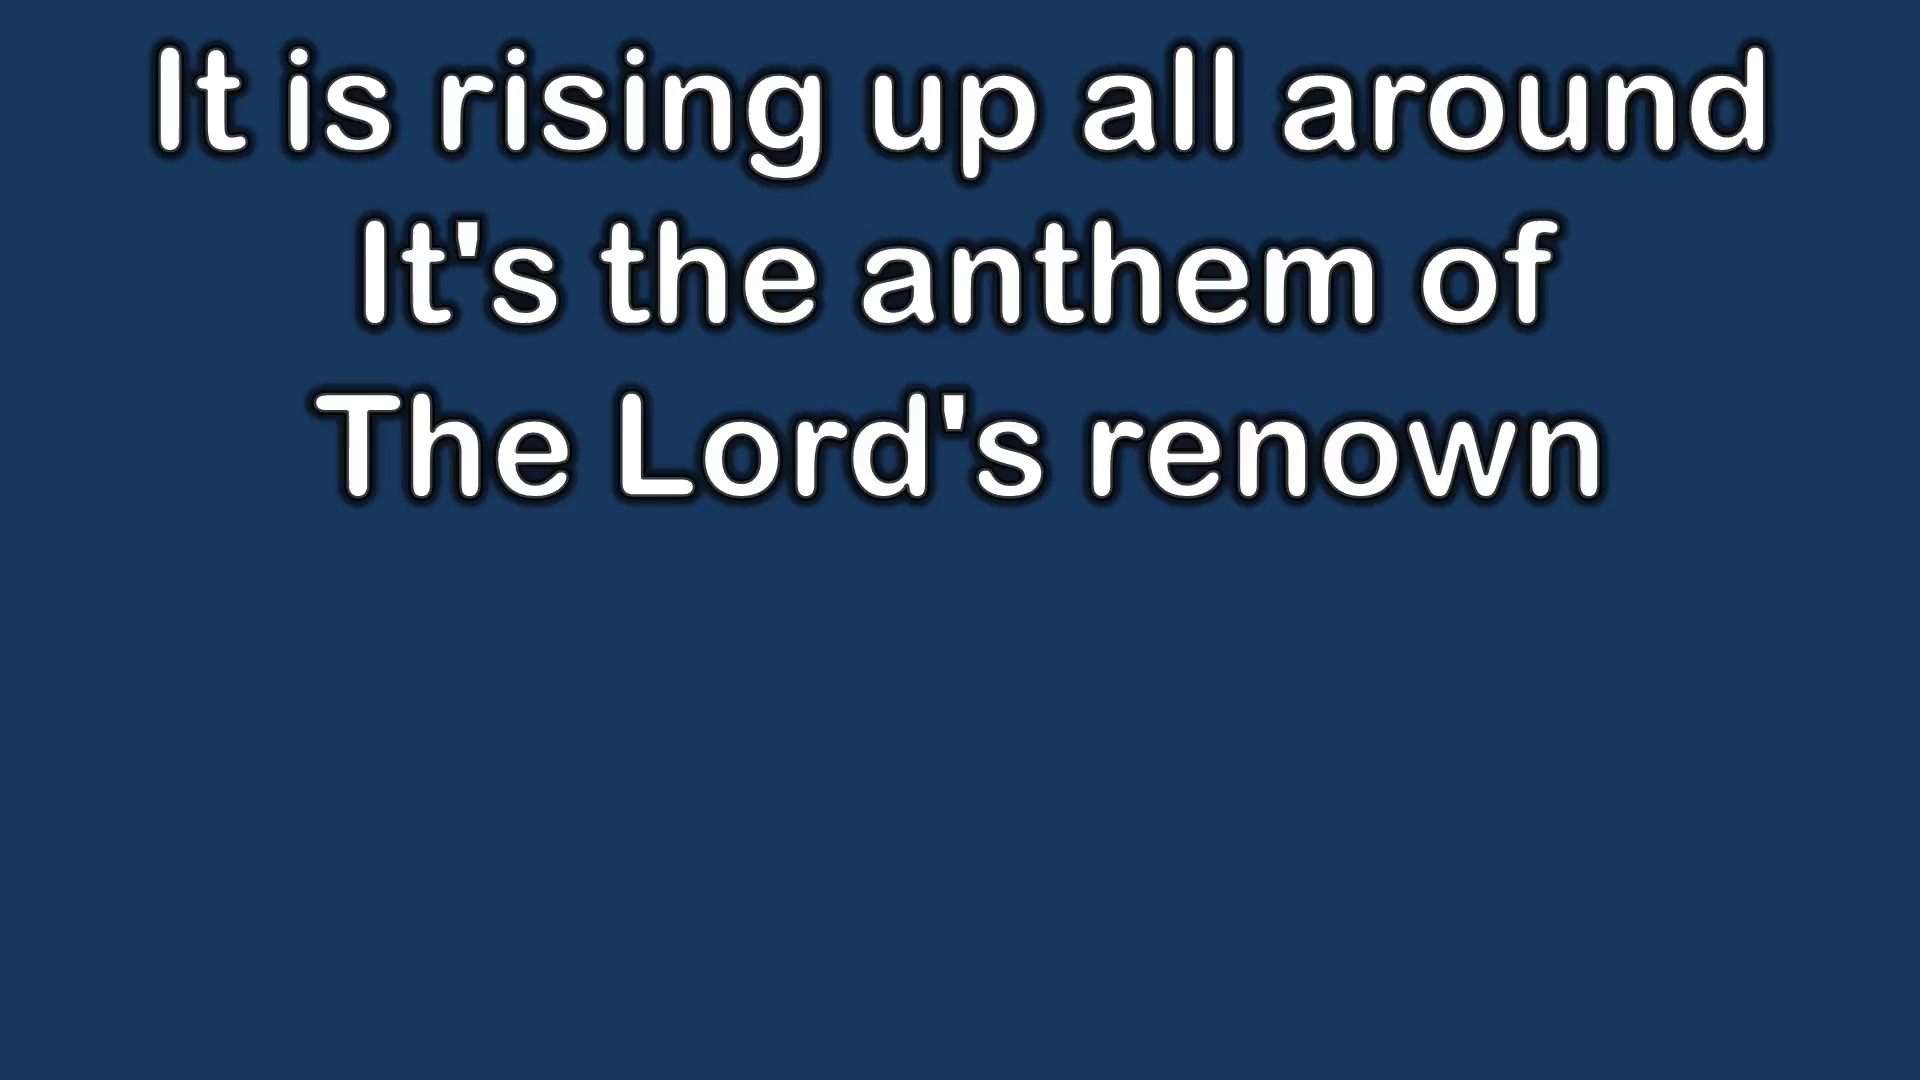 It is rising up all around
It's the anthem of
The Lord's renown